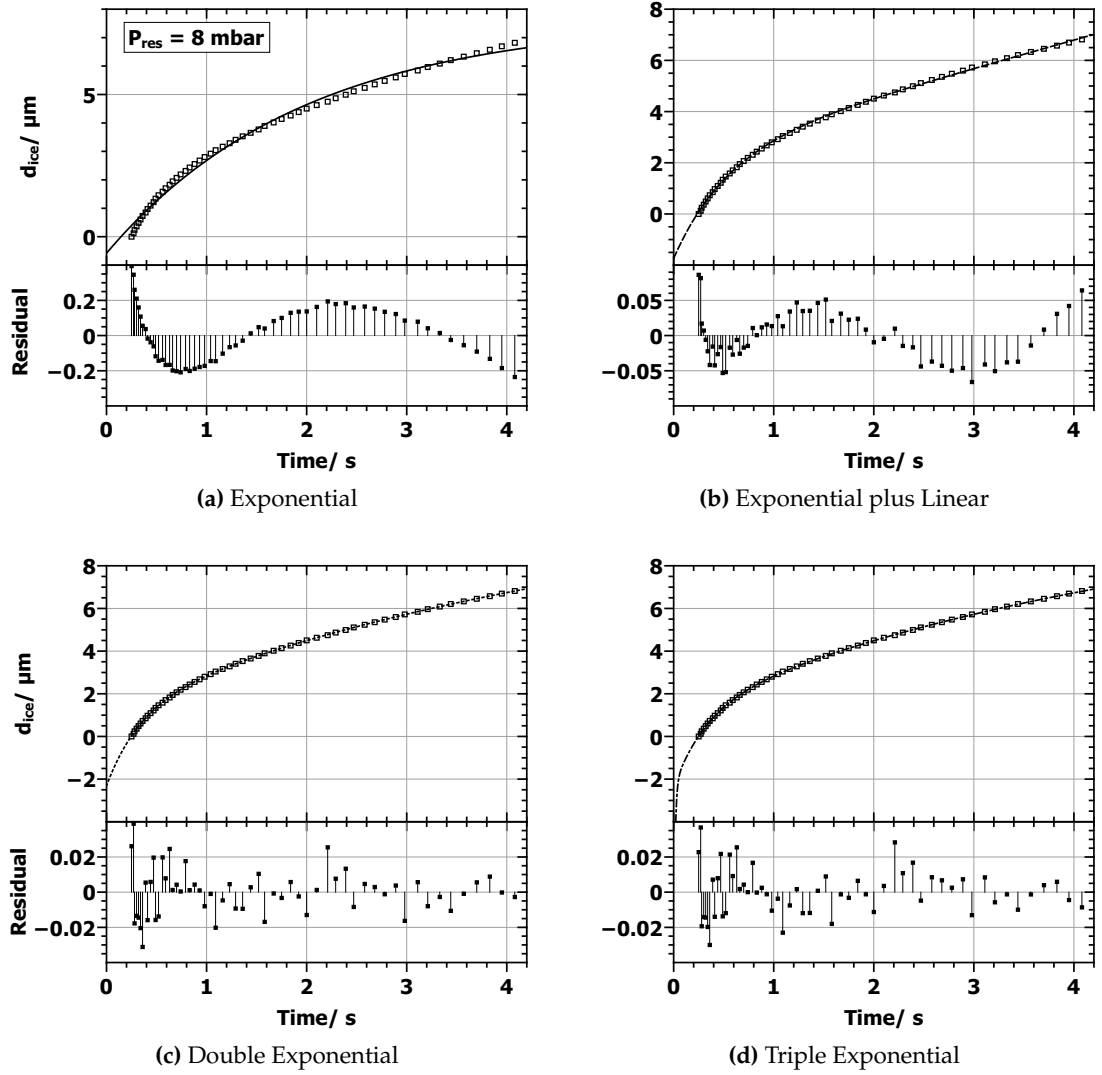 P_res = 8 mbar
d_ice/ μm
5
0
Residual
0.2
0
−0.2
0 1 2 3 4
Time/ s
(a) Exponential
8
6
4
2
0
0.05
0
−0.05
0 1 2 3 4
Time/ s
(b) Exponential plus Linear
d_ice/ μm
8
6
4
2
0
−2
Residual
0.02
0
−0.02
0 1 2 3 4
Time/ s
(c) Double Exponential
8
6
4
2
0
−2
0.02
0
−0.02
0 1 2 3 4
Time/ s
(d) Triple Exponential